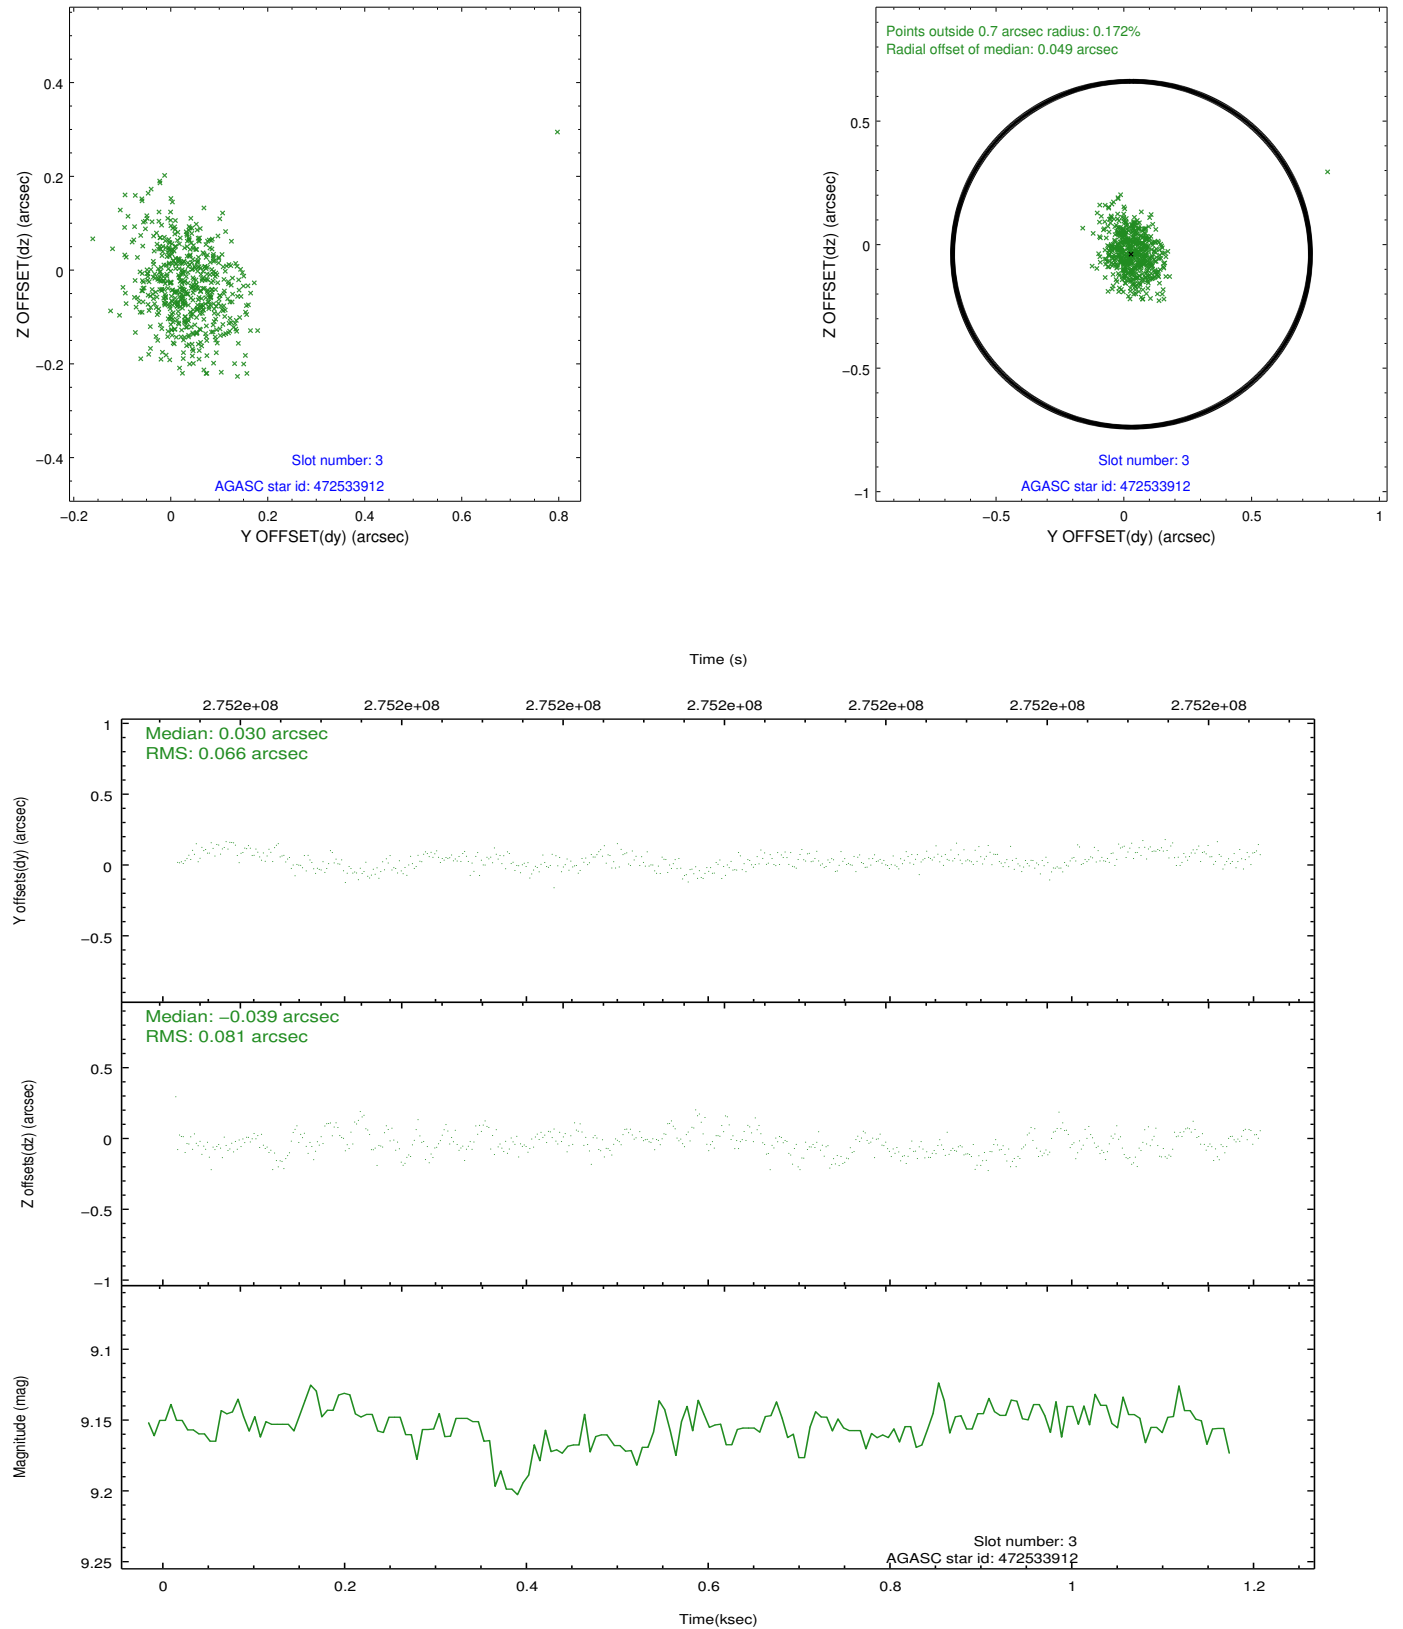 0.4
0.2
0
−0.2
−0.4
Z OFFSET(dz) (arcsec)
Slot number: 3
AGASC star id: 472533912
−0.2 0 0.2 0.4 0.6 0.8
Y OFFSET(dy) (arcsec)
Points outside 0.7 arcsec radius: 0.172%
Radial offset of median: 0.049 arcsec
0.5
0
−0.5
−1
Z OFFSET(dz) (arcsec)
Slot number: 3
AGASC star id: 472533912
−0.5 0 0.5 1
Y OFFSET(dy) (arcsec)
Time (s)
2.752e+08 2.752e+08 2.752e+08 2.752e+08 2.752e+08 2.752e+08 2.752e+08
Median: 0.030 arcsec
RMS: 0.066 arcsec
1
0.5
0
−0.5
Y offsets(dy) (arcsec)
Median: −0.039 arcsec
RMS: 0.081 arcsec
0.5
0
−0.5
−1
Z offsets(dz) (arcsec)
9.1
9.15
9.2
9.25
Magnitude (mag)
Slot number: 3
AGASC star id: 472533912
0 0.2 0.4 0.6 0.8 1 1.2
Time(ksec)